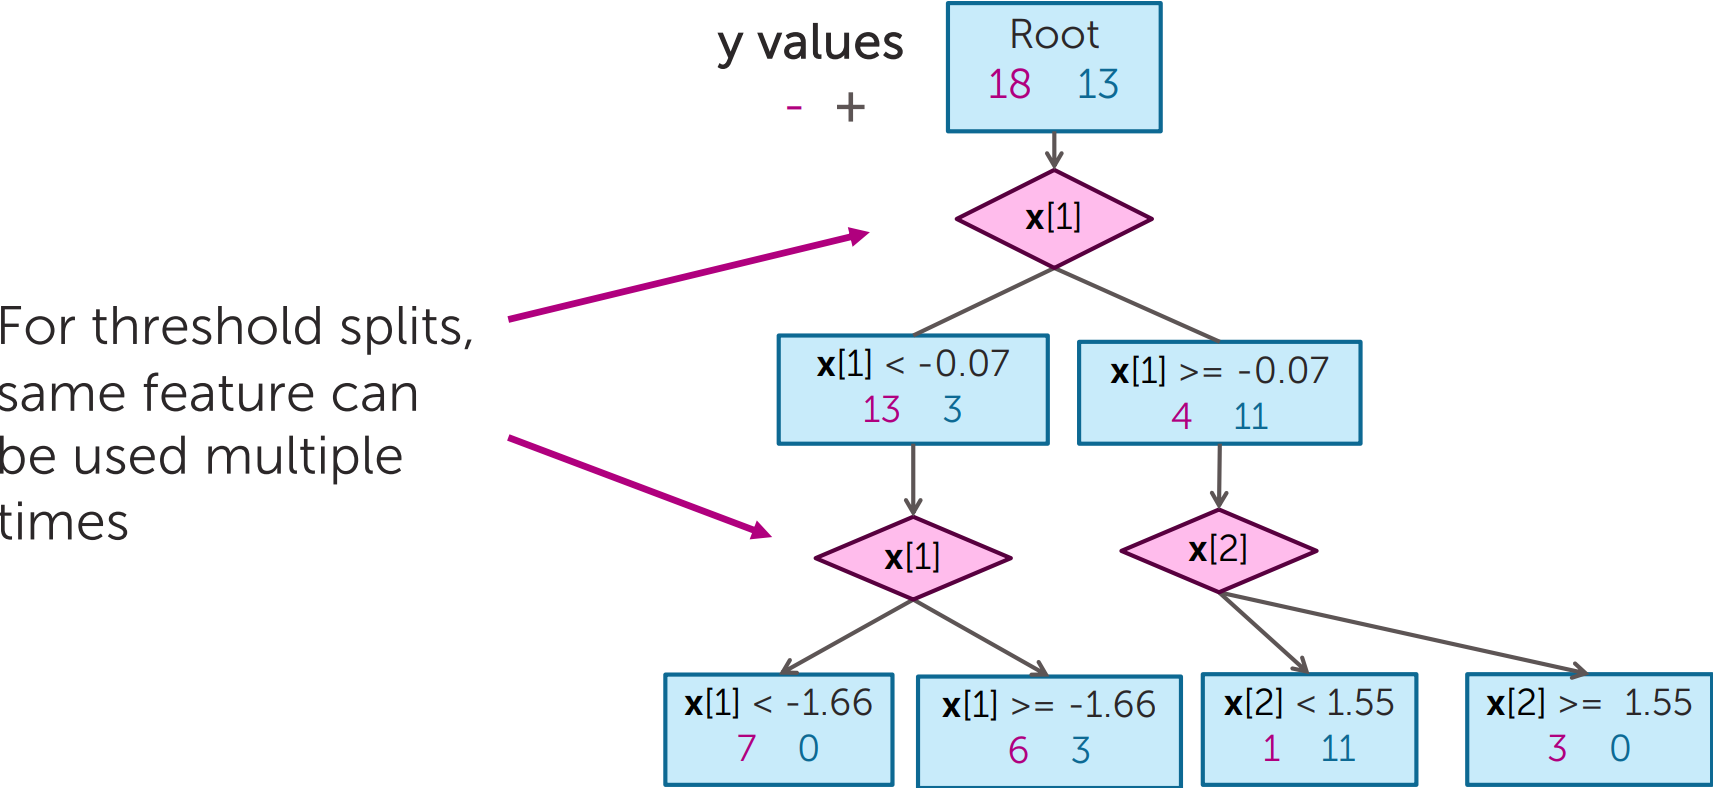 y values
- +
Root
18 13
x[1]
For threshold splits,
same feature can
be used multiple
times
x[1] < -0.07
13 3
x[1] >= -0.07
4 11
x[1]
x[2]
x[1] < -1.66
7 0
x[1] >= -1.66
6 3
x[2] < 1.55
1 11
x[2] >= 1.55
3 0